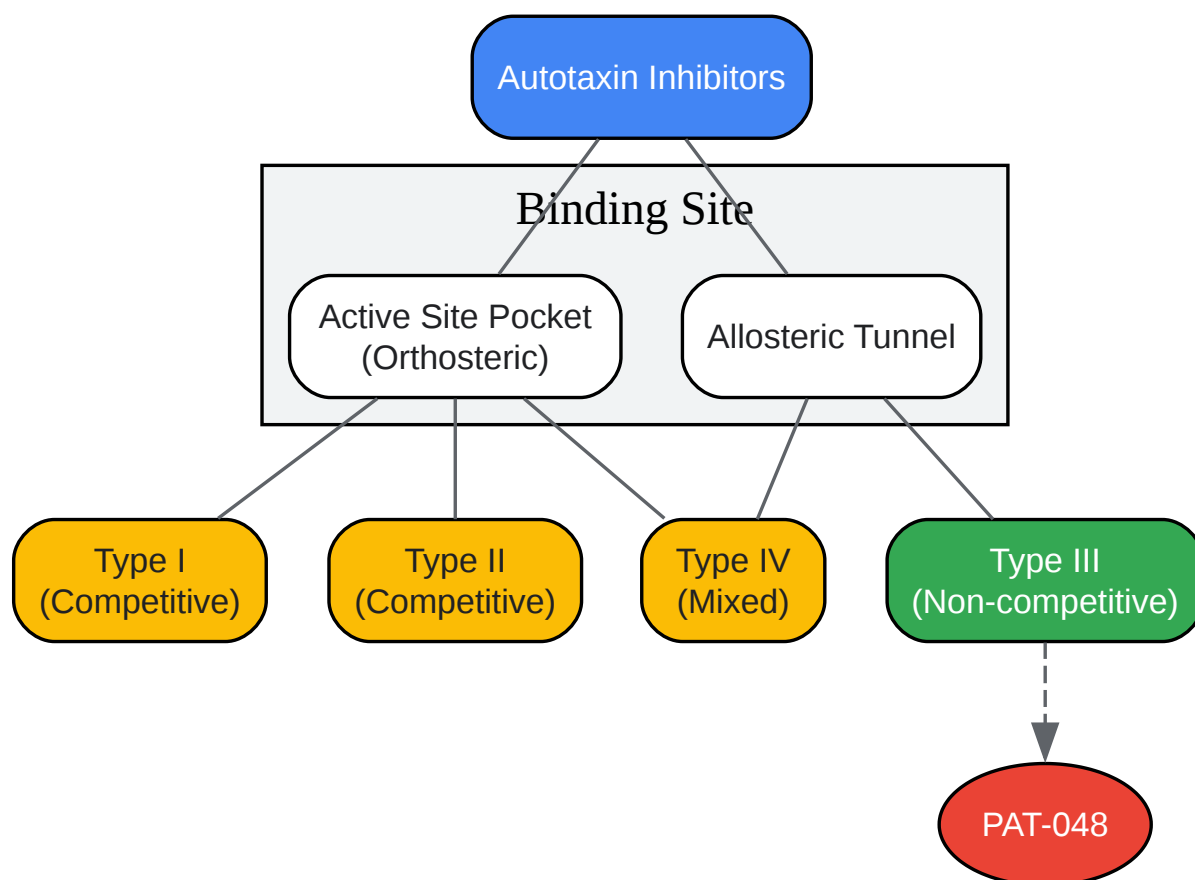 Autotaxin Inhibitors
Binding Site
Active Site Pocket
(Orthosteric)
Allosteric Tunnel
Type I
(Competitive)
Type II
(Competitive)
Type IV
(Mixed)
Type III
(Non-competitive)
PAT-048